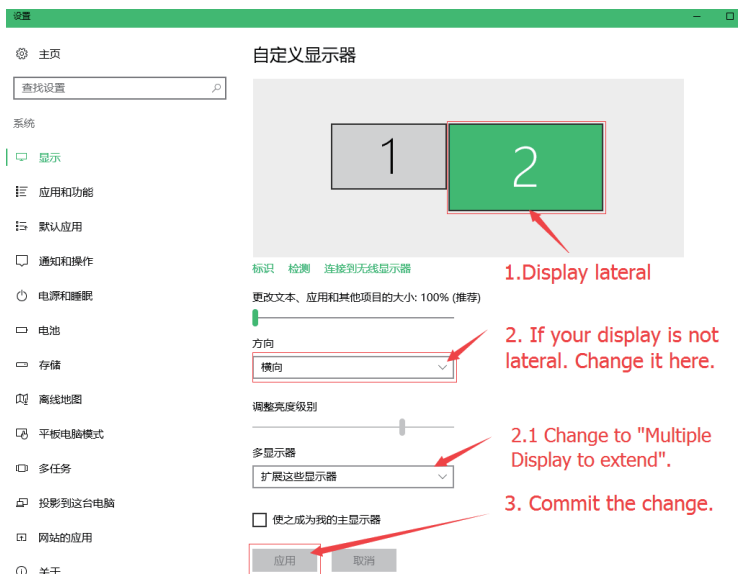 设置
主页
查找设置
系统
显示
应用和功能
默认应用
通知和操作
电源和睡眠
电池
存储
离线地图
平板电脑模式
多任务
投影到这台电脑
网站的应用
关于
自定义显示器
1
2
标识 检测 连接到无线显示器
1.Display lateral
更改文本、应用和其他项目的大小: 100% (推荐)
方向
横向
2. If your display is not
lateral. Change it here.
调整亮度级别
多显示器
扩展这些显示器
2.1 Change to "Multiple
Display to extend".
使之成为我的主显示器
3. Commit the change.
应用 取消